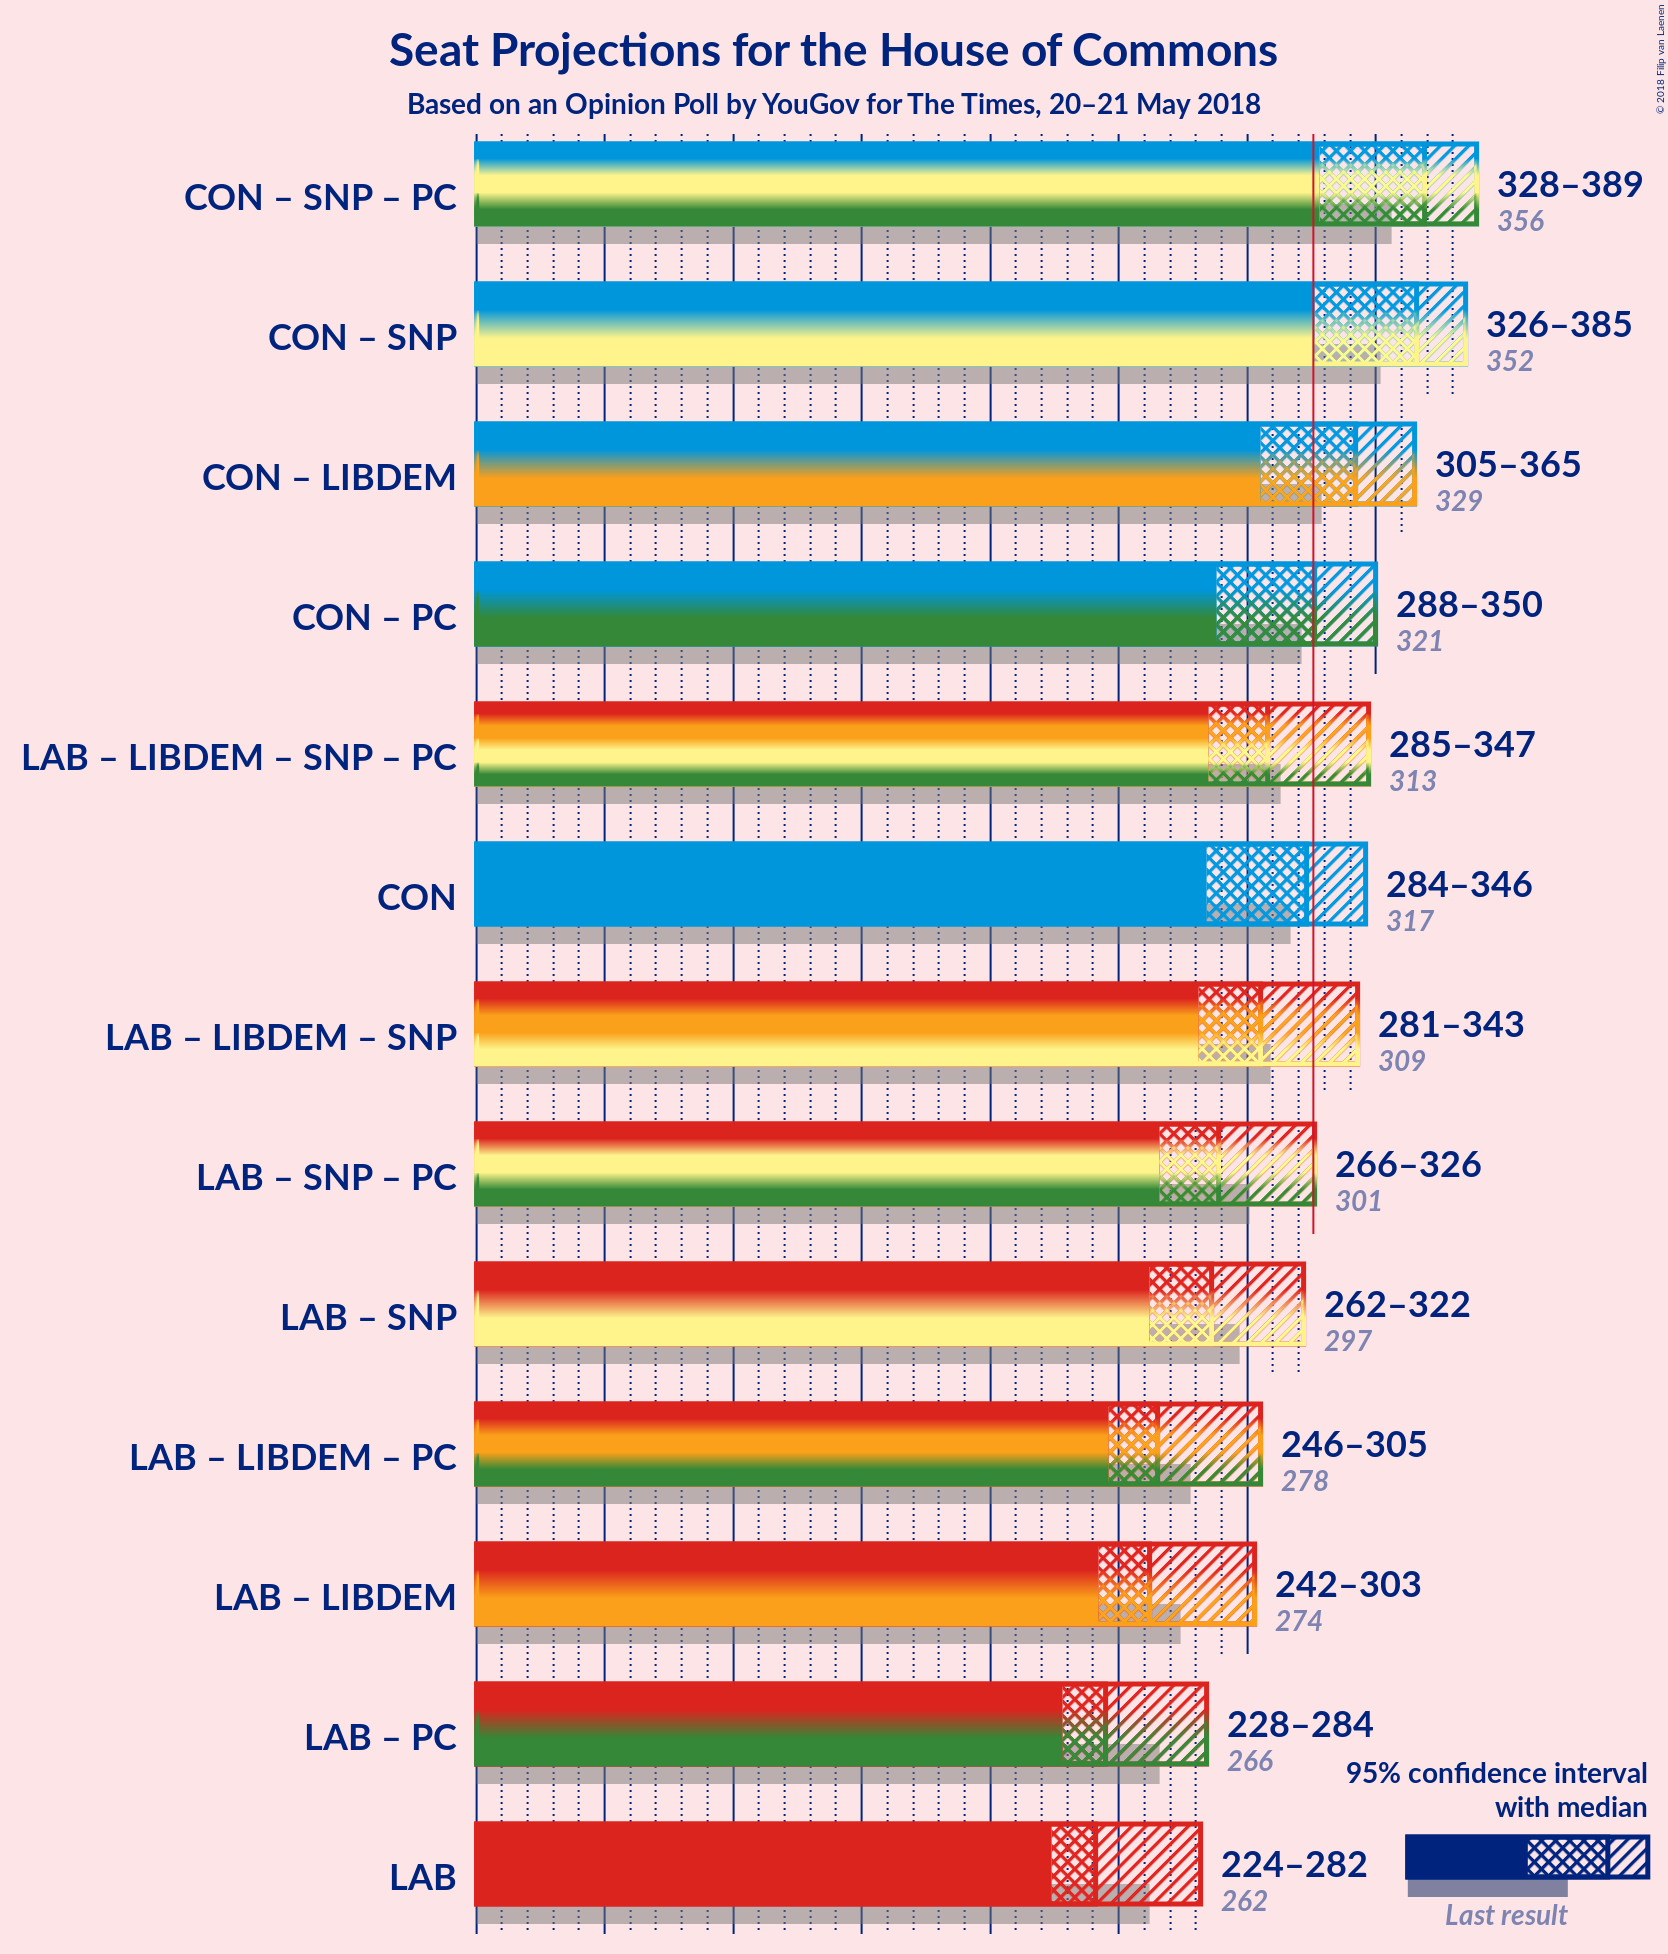 Seat Projections for the House of Commons
Based on an Opinion Poll by YouGov for The Times, 20–21 May 2018
© 2018 Filip van Laenen
CON – SNP – PC
328–389
356
CON – SNP
326–385
352
CON – LIBDEM
305–365
329
CON – PC
288–350
321
LAB – LIBDEM – SNP – PC
285–347
313
CON
284–346
317
LAB – LIBDEM – SNP
281–343
309
LAB – SNP – PC
266–326
301
LAB – SNP
262–322
297
LAB – LIBDEM – PC
246–305
278
LAB – LIBDEM
242–303
274
LAB – PC
228–284
266
LAB
224–282
262
95% confidence interval
with median
Last result